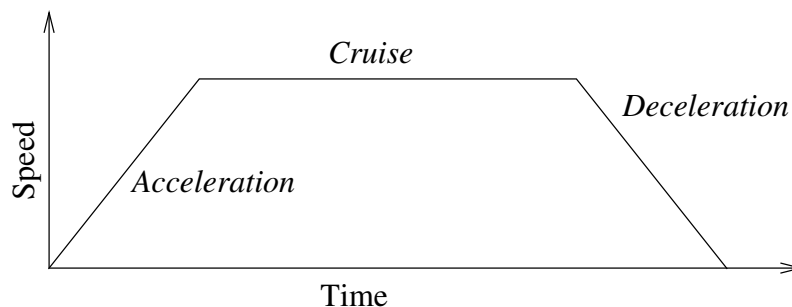 Cruise
Deceleration
Speed
Acceleration
Time